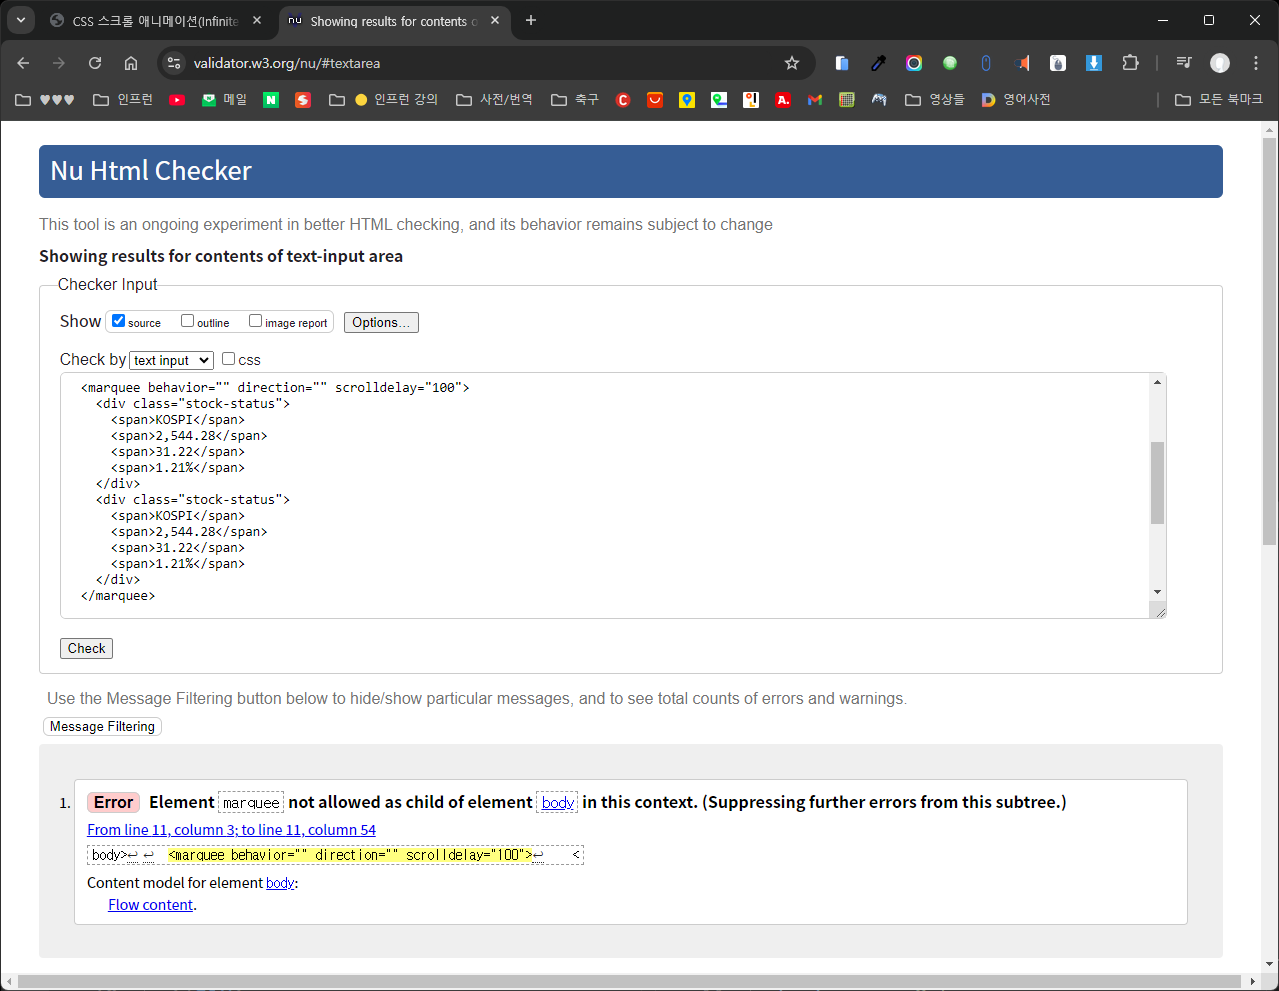 CSS 스크롤 애니메이션(Infinite
Showing results for contents o
validator.w3.org/nu/#textarea
♥♥♥
인프런
메일
인프런 강의
사전/번역
축구
영상들
영어사전
모든 북마크
Nu Html Checker
This tool is an ongoing experiment in better HTML checking, and its behavior remains subject to change
Showing results for contents of text-input area
Checker Input
Show source outline image report Options...
Check by text input css
<marquee behavior="" direction="" scrolldelay="100">
<div class="stock-status">
<span>KOSPI</span>
<span>2,544.28</span>
<span>31.22</span>
<span>1.21%</span>
</div>
<div class="stock-status">
<span>KOSPI</span>
<span>2,544.28</span>
<span>31.22</span>
<span>1.21%</span>
</div>
</marquee>
Check
Use the Message Filtering button below to hide/show particular messages, and to see total counts of errors and warnings.
Message Filtering
1. Error Element marquee not allowed as child of element body in this context. (Suppressing further errors from this subtree.)
From line 11, column 3; to line 11, column 54
body>↩ ↩ <marquee behavior="" direction="" scrolldelay="100">↩ <
Content model for element body:
Flow content.